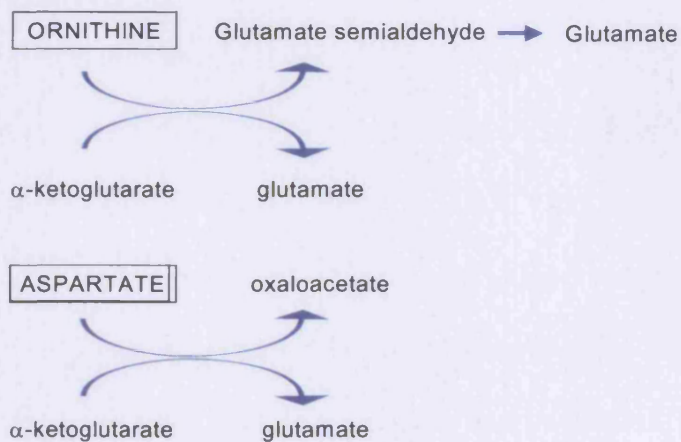 ORNITHINE Glutamate semialdehyde Glutamate
α-ketoglutarate glutamate
ASPARTATE oxaloacetate
α-ketoglutarate glutamate